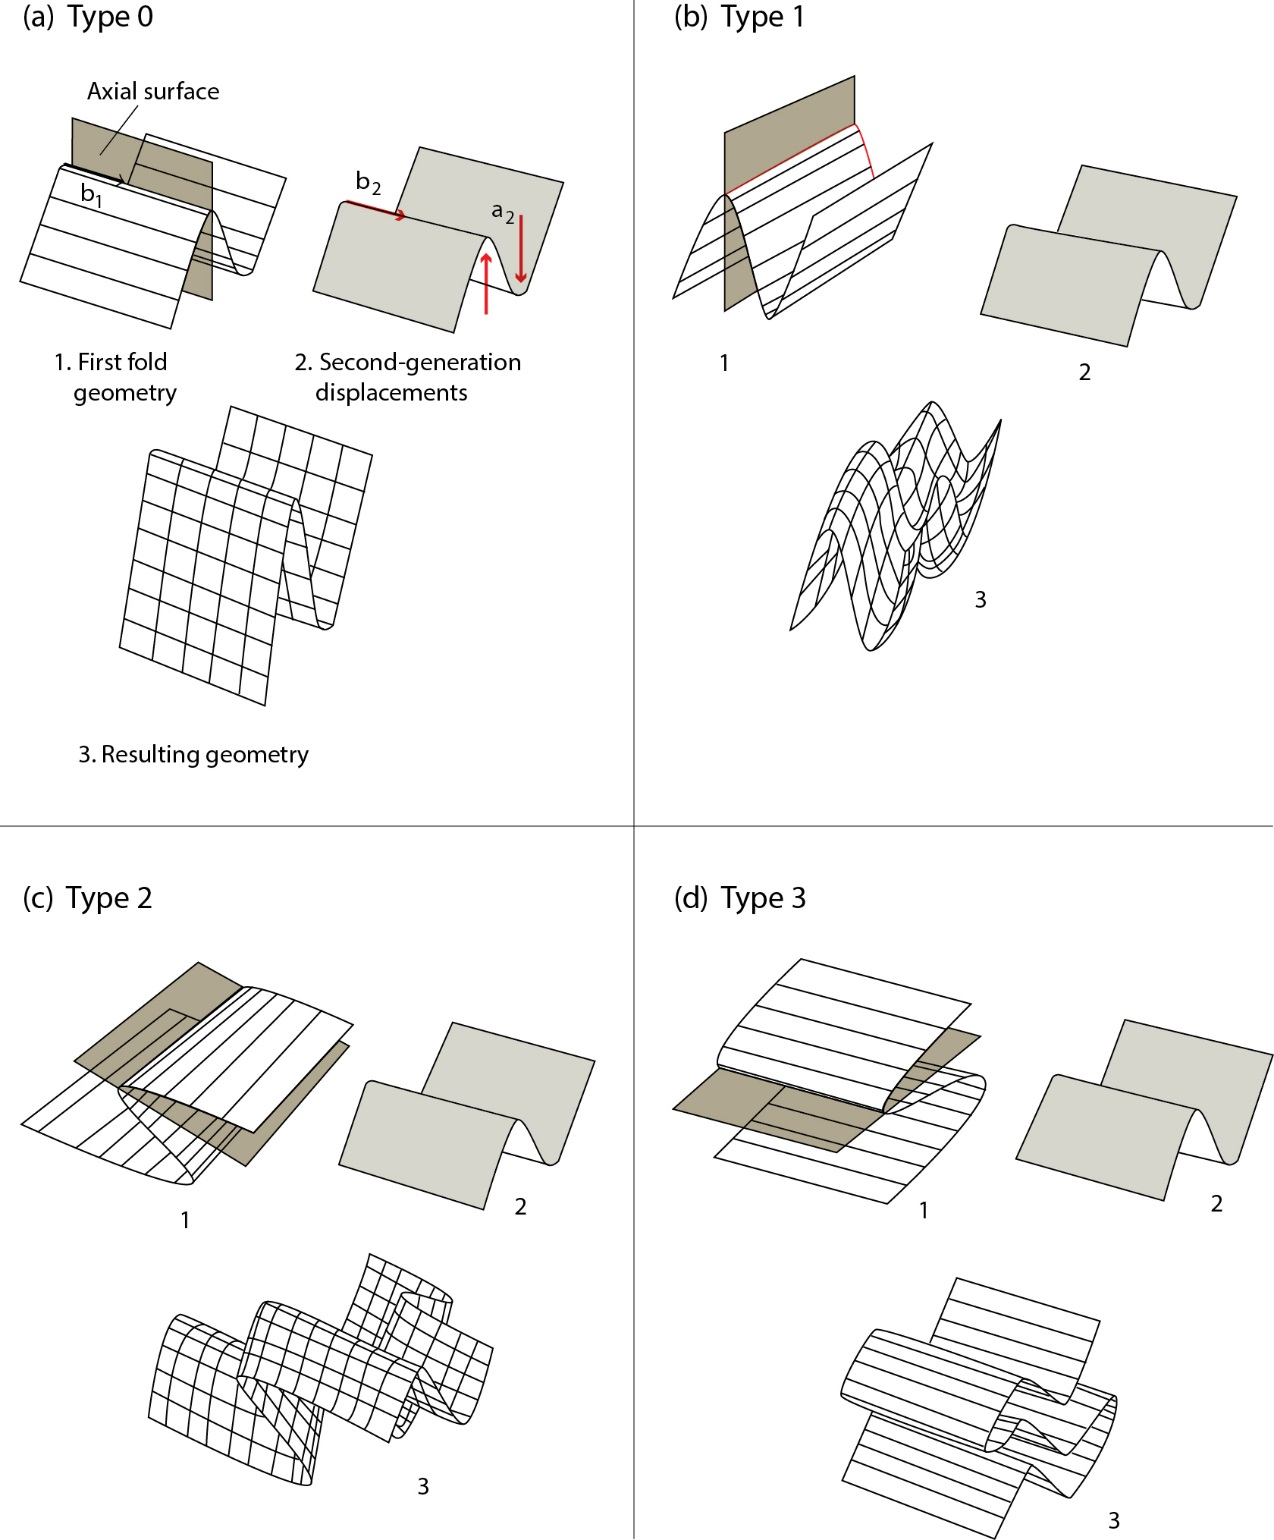 (a) Type 0
Axial surface
b1
b2
a2
1. First fold
geometry
2. Second-generation
displacements
3. Resulting geometry
(b) Type 1
1
2
3
(c) Type 2
1
2
3
(d) Type 3
1
2
3